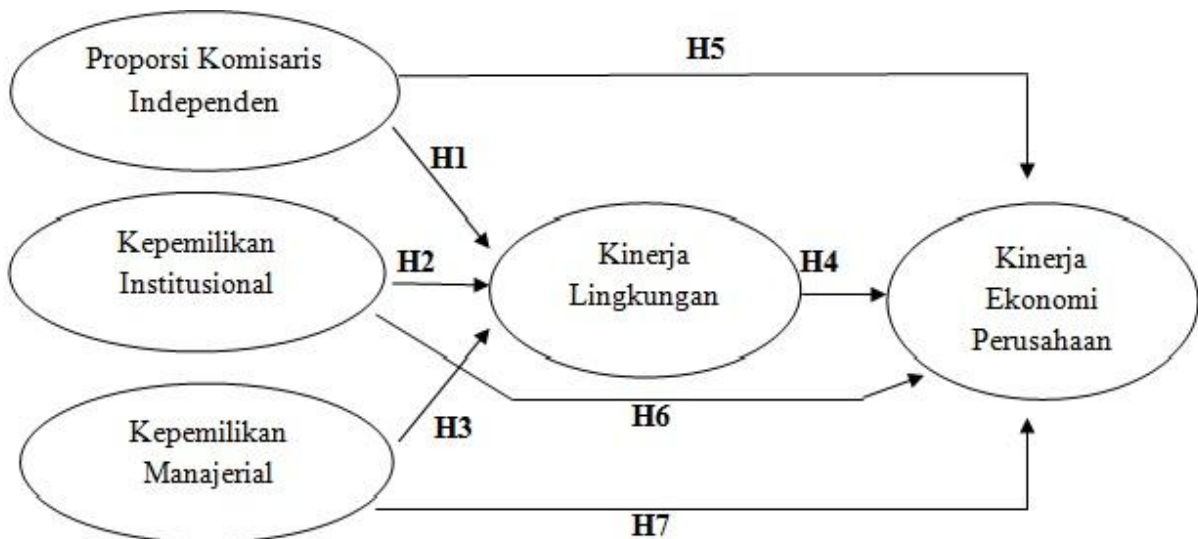 Proporsi Komisaris
Independen
H5
H1
Kepemilikan
Institusional
H2
Kinerja
Lingkungan
H4
Kinerja
Ekonomi
Perusahaan
H6
H3
Kepemilikan
Manajerial
H7